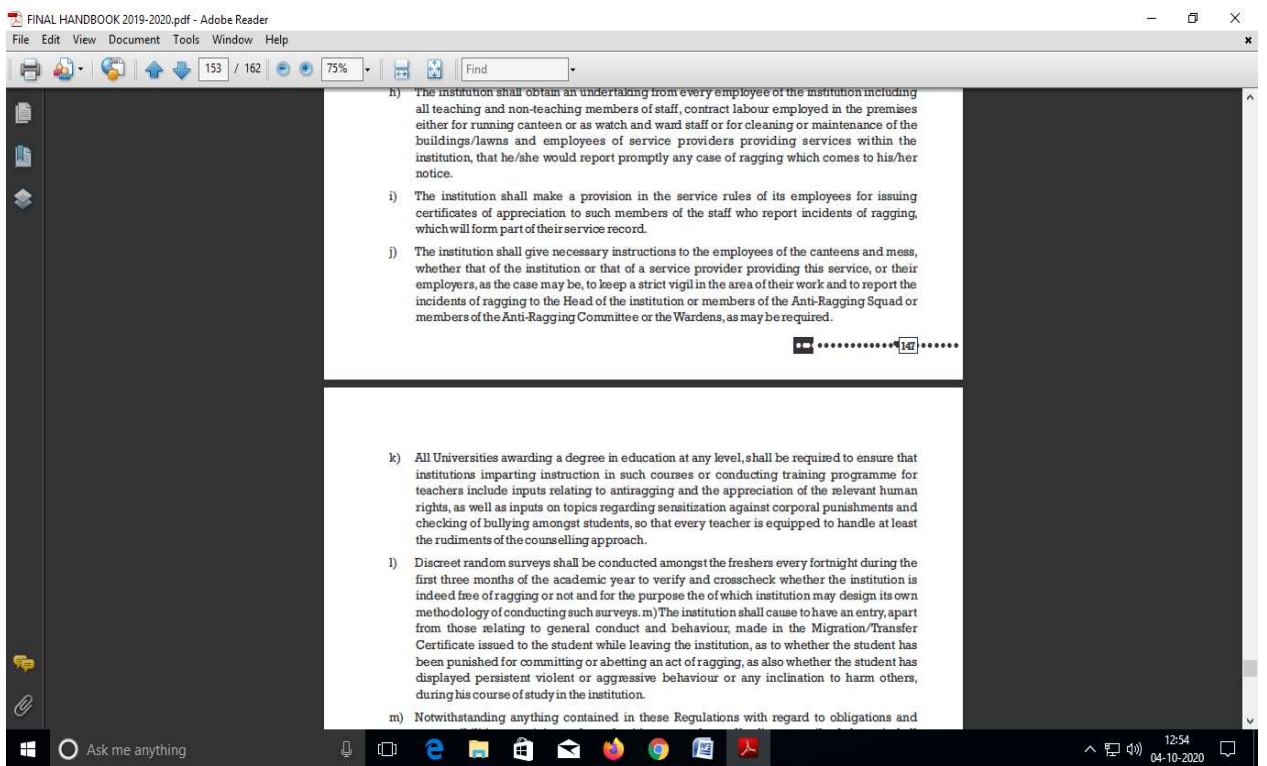 FINAL HANDBOOK 2019-2020.pdf - Adobe Reader
File Edit View Document Tools Window Help
153 / 162 75% Find
h) The institution shall obtain an undertaking from every employee of the institution including
all teaching and non-teaching members of staff, contract labour employed in the premises
either for running canteen or as watch and ward staff or for cleaning or maintenance of the
buildings/lawns and employees of service providers providing services within the
institution, that he/she would report promptly any case of ragging which comes to his/her
notice.
i) The institution shall make a provision in the service rules of its employees for issuing
certificates of appreciation to such members of the staff who report incidents of ragging,
which will form part of their service record.
j) The institution shall give necessary instructions to the employees of the canteens and mess,
whether that of the institution or that of a service provider providing this service, or their
employers, as the case may be, to keep a strict vigil in the area of their work and to report the
incidents of ragging to the Head of the institution or members of the Anti-Ragging Squad or
members of the Anti-Ragging Committee or the Wardens, as may be required.
147
k) All Universities awarding a degree in education at any level, shall be required to ensure that
institutions imparting instruction in such courses or conducting training programme for
teachers include inputs relating to antiragging and the appreciation of the relevant human
rights, as well as inputs on topics regarding sensitization against corporal punishments and
checking of bullying amongst students, so that every teacher is equipped to handle at least
the rudiments of the counselling approach.
l) Discreet random surveys shall be conducted amongst the freshers every fortnight during the
first three months of the academic year to verify and crosscheck whether the institution is
indeed free of ragging or not and for the purpose the of which institution may design its own
methodology of conducting such surveys. m) The institution shall cause to have an entry, apart
from those relating to general conduct and behaviour, made in the Migration/Transfer
Certificate issued to the student while leaving the institution, as to whether the student has
been punished for committing or abetting an act of ragging, as also whether the student has
displayed persistent violent or aggressive behaviour or any inclination to harm others,
during his course of study in the institution.
m) Notwithstanding anything contained in these Regulations with regard to obligations and
Ask me anything
12:54
04-10-2020